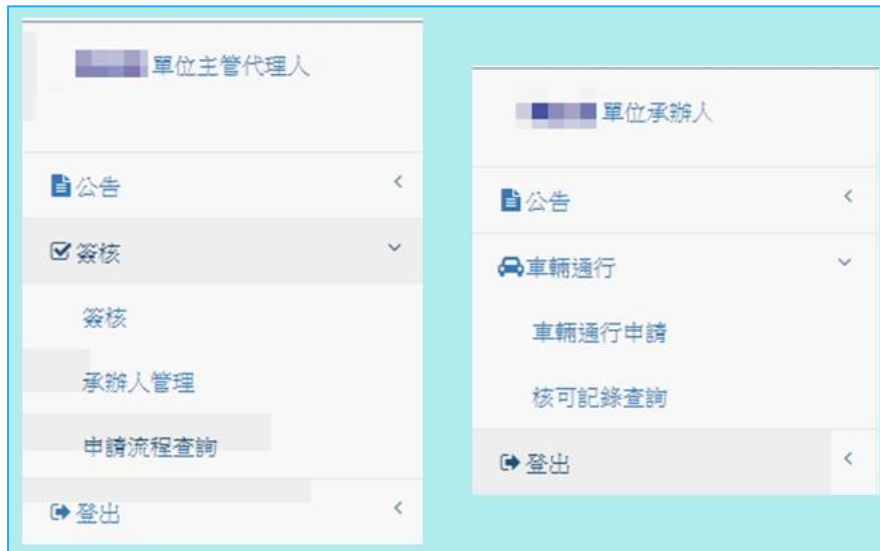 單位主管代理人
公告
簽核
簽核
承辦人管理
申請流程查詢
登出
單位承辦人
公告
車輛通行
車輛通行申請
核可記錄查詢
登出